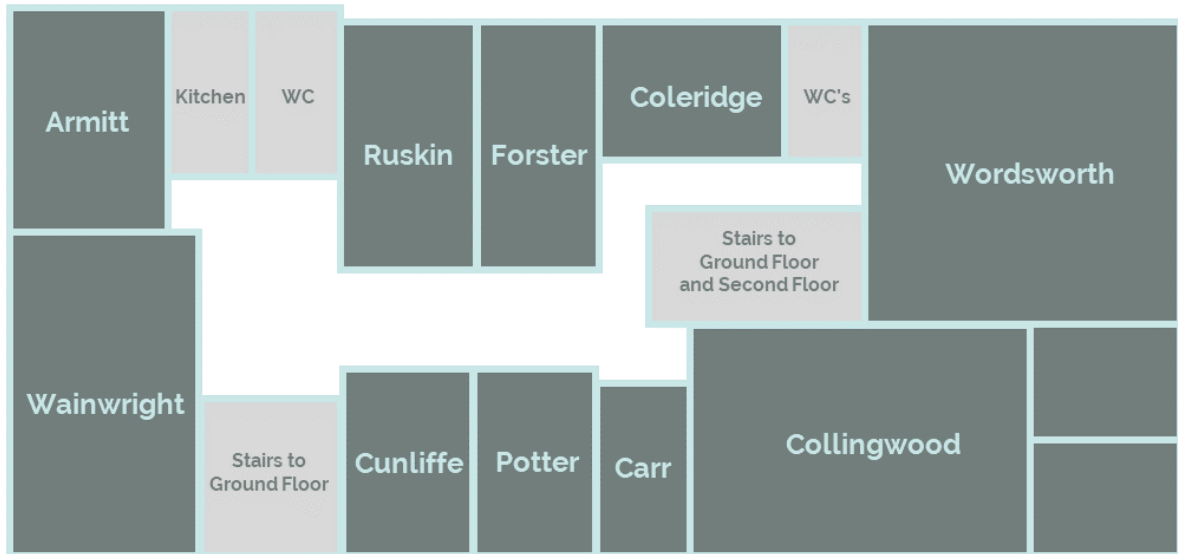 Armitt
Kitchen
WC
Ruskin
Forster
Coleridge
WC's
Wordsworth
Stairs to
Ground Floor
and Second Floor
Wainwright
Stairs to
Ground Floor
Cunliffe
Potter
Carr
Collingwood